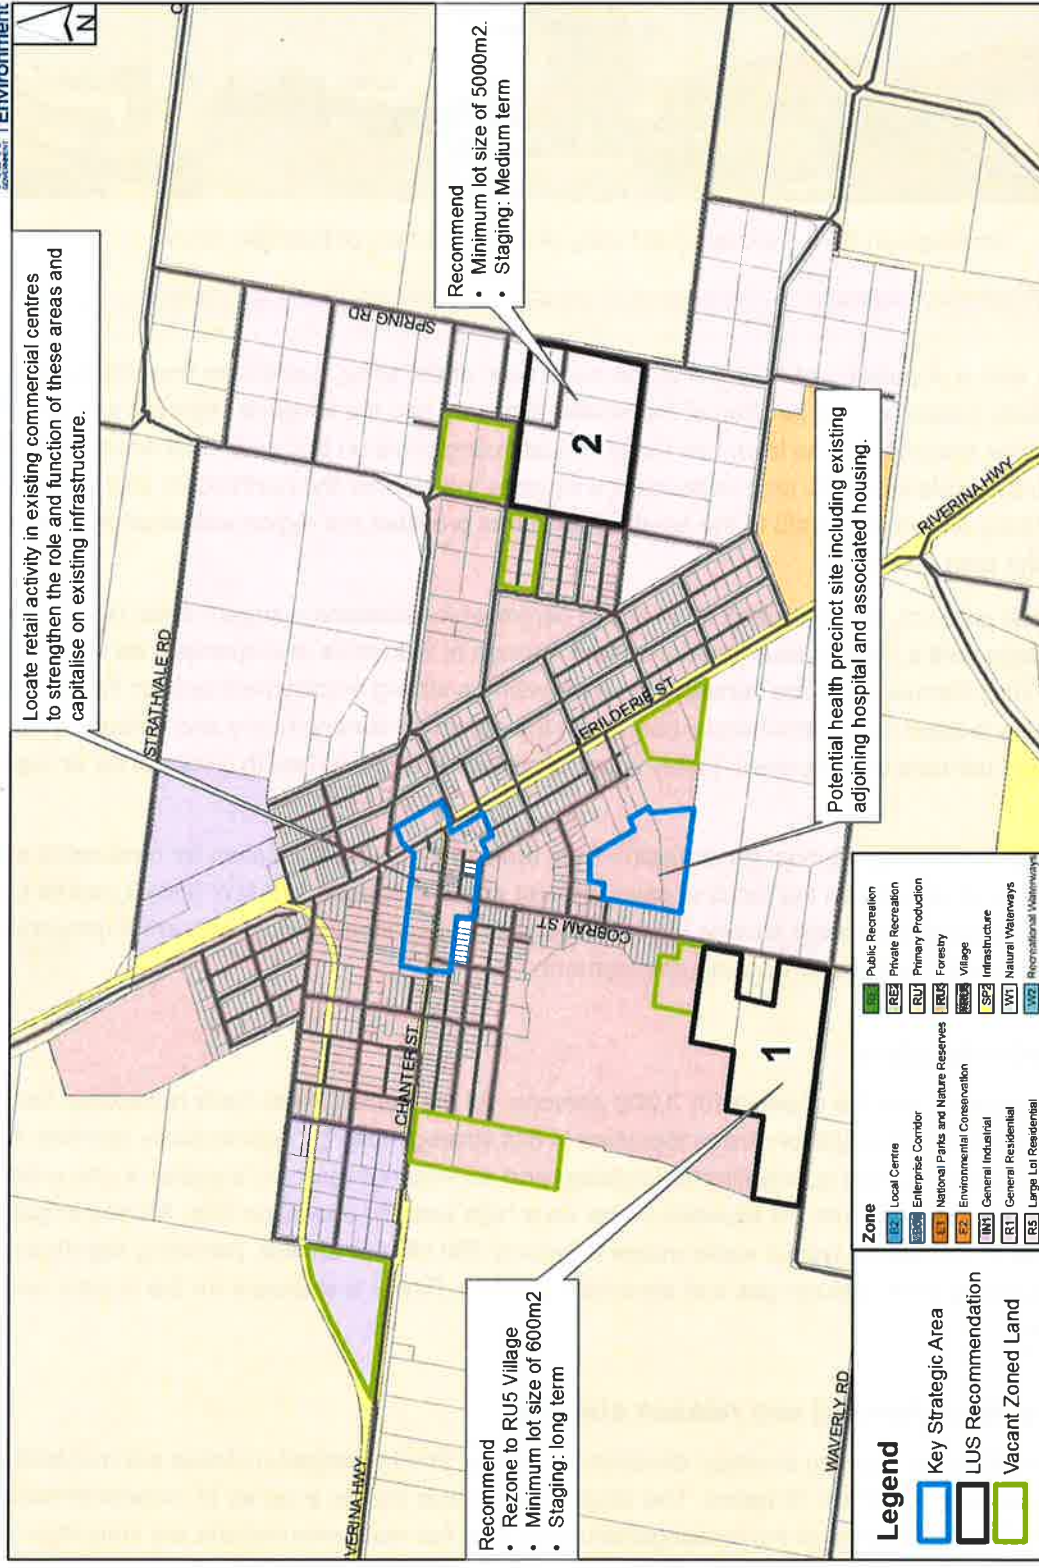 GOVERNMENT
Environment
N
Locate retail activity in existing commercial centres
to strengthen the role and function of these areas and
capitalise on existing infrastructure.
Recommend
• Minimum lot size of 5000m2.
• Staging: Medium term
STRATHVALE RD
SPRING RD
2
ERILDERIE ST
RIVERINA HWY
COBRAM ST
CHANTER ST
VERINA HWY
WAVERLY RD
1
Potential health precinct site including existing
adjoining hospital and associated housing.
Recommend
• Rezone to RU5 Village
• Minimum lot size of 600m2
• Staging: long term
Legend
Key Strategic Area
LUS Recommendation
Vacant Zoned Land
Zone
B2 Local Centre
Enterprise Corridor
E1 National Parks and Nature Reserves
E2 Environmental Conservation
IN1 General Industrial
R1 General Residential
R5 Large Lot Residential
RE1 Public Recreation
RE2 Private Recreation
RU1 Primary Production
RU3 Forestry
RU5 Village
SP2 Infrastructure
W1 Natural Waterways
W2 Recreational Waterways